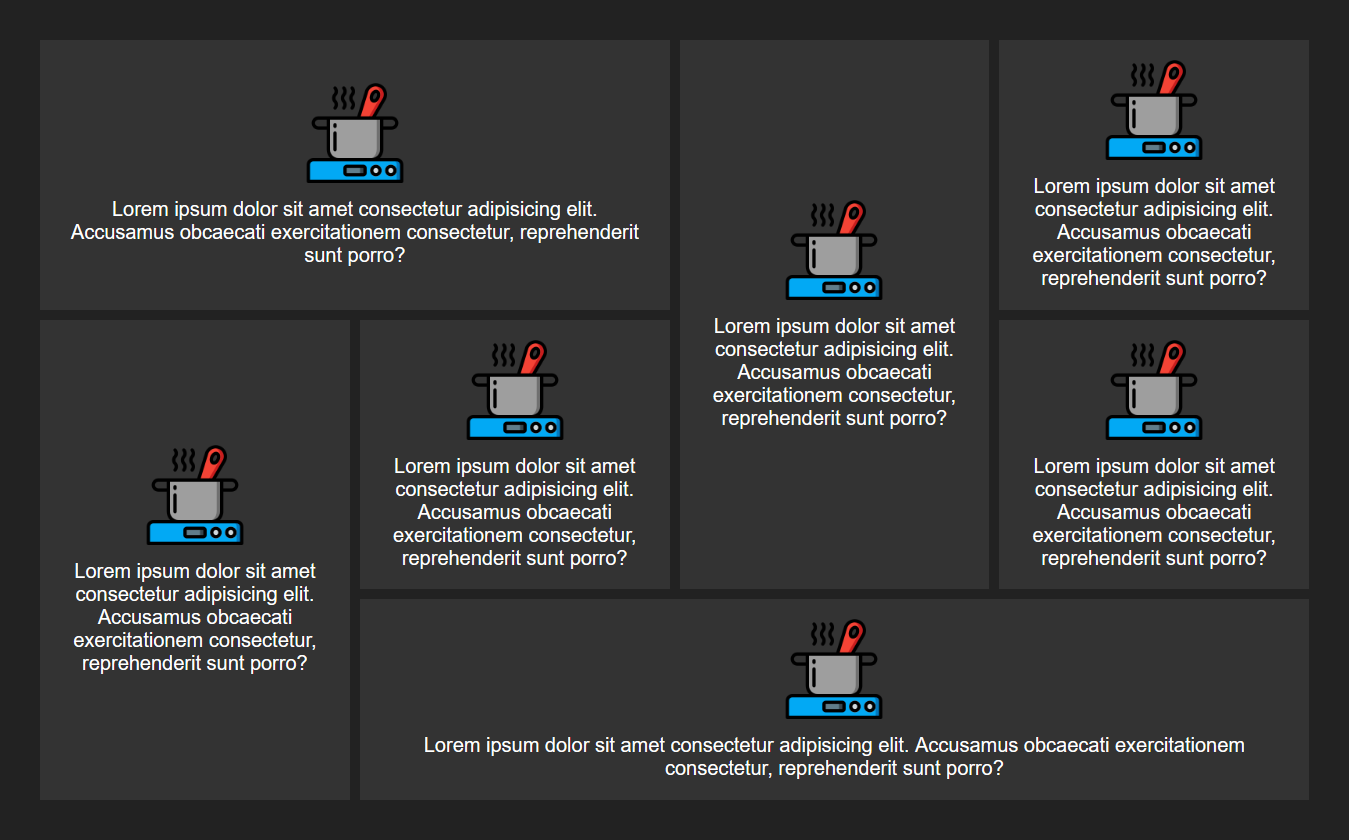 Lorem ipsum dolor sit amet consectetur adipisicing elit.
Accusamus obcaecati exercitationem consectetur, reprehenderit
sunt porro?
Lorem ipsum dolor sit amet
consectetur adipisicing elit.
Accusamus obcaecati
exercitationem consectetur,
reprehenderit sunt porro?
Lorem ipsum dolor sit amet
consectetur adipisicing elit.
Accusamus obcaecati
exercitationem consectetur,
reprehenderit sunt porro?
Lorem ipsum dolor sit amet
consectetur adipisicing elit.
Accusamus obcaecati
exercitationem consectetur,
reprehenderit sunt porro?
Lorem ipsum dolor sit amet
consectetur adipisicing elit.
Accusamus obcaecati
exercitationem consectetur,
reprehenderit sunt porro?
Lorem ipsum dolor sit amet
consectetur adipisicing elit.
Accusamus obcaecati
exercitationem consectetur,
reprehenderit sunt porro?
Lorem ipsum dolor sit amet consectetur adipisicing elit. Accusamus obcaecati exercitationem
consectetur, reprehenderit sunt porro?